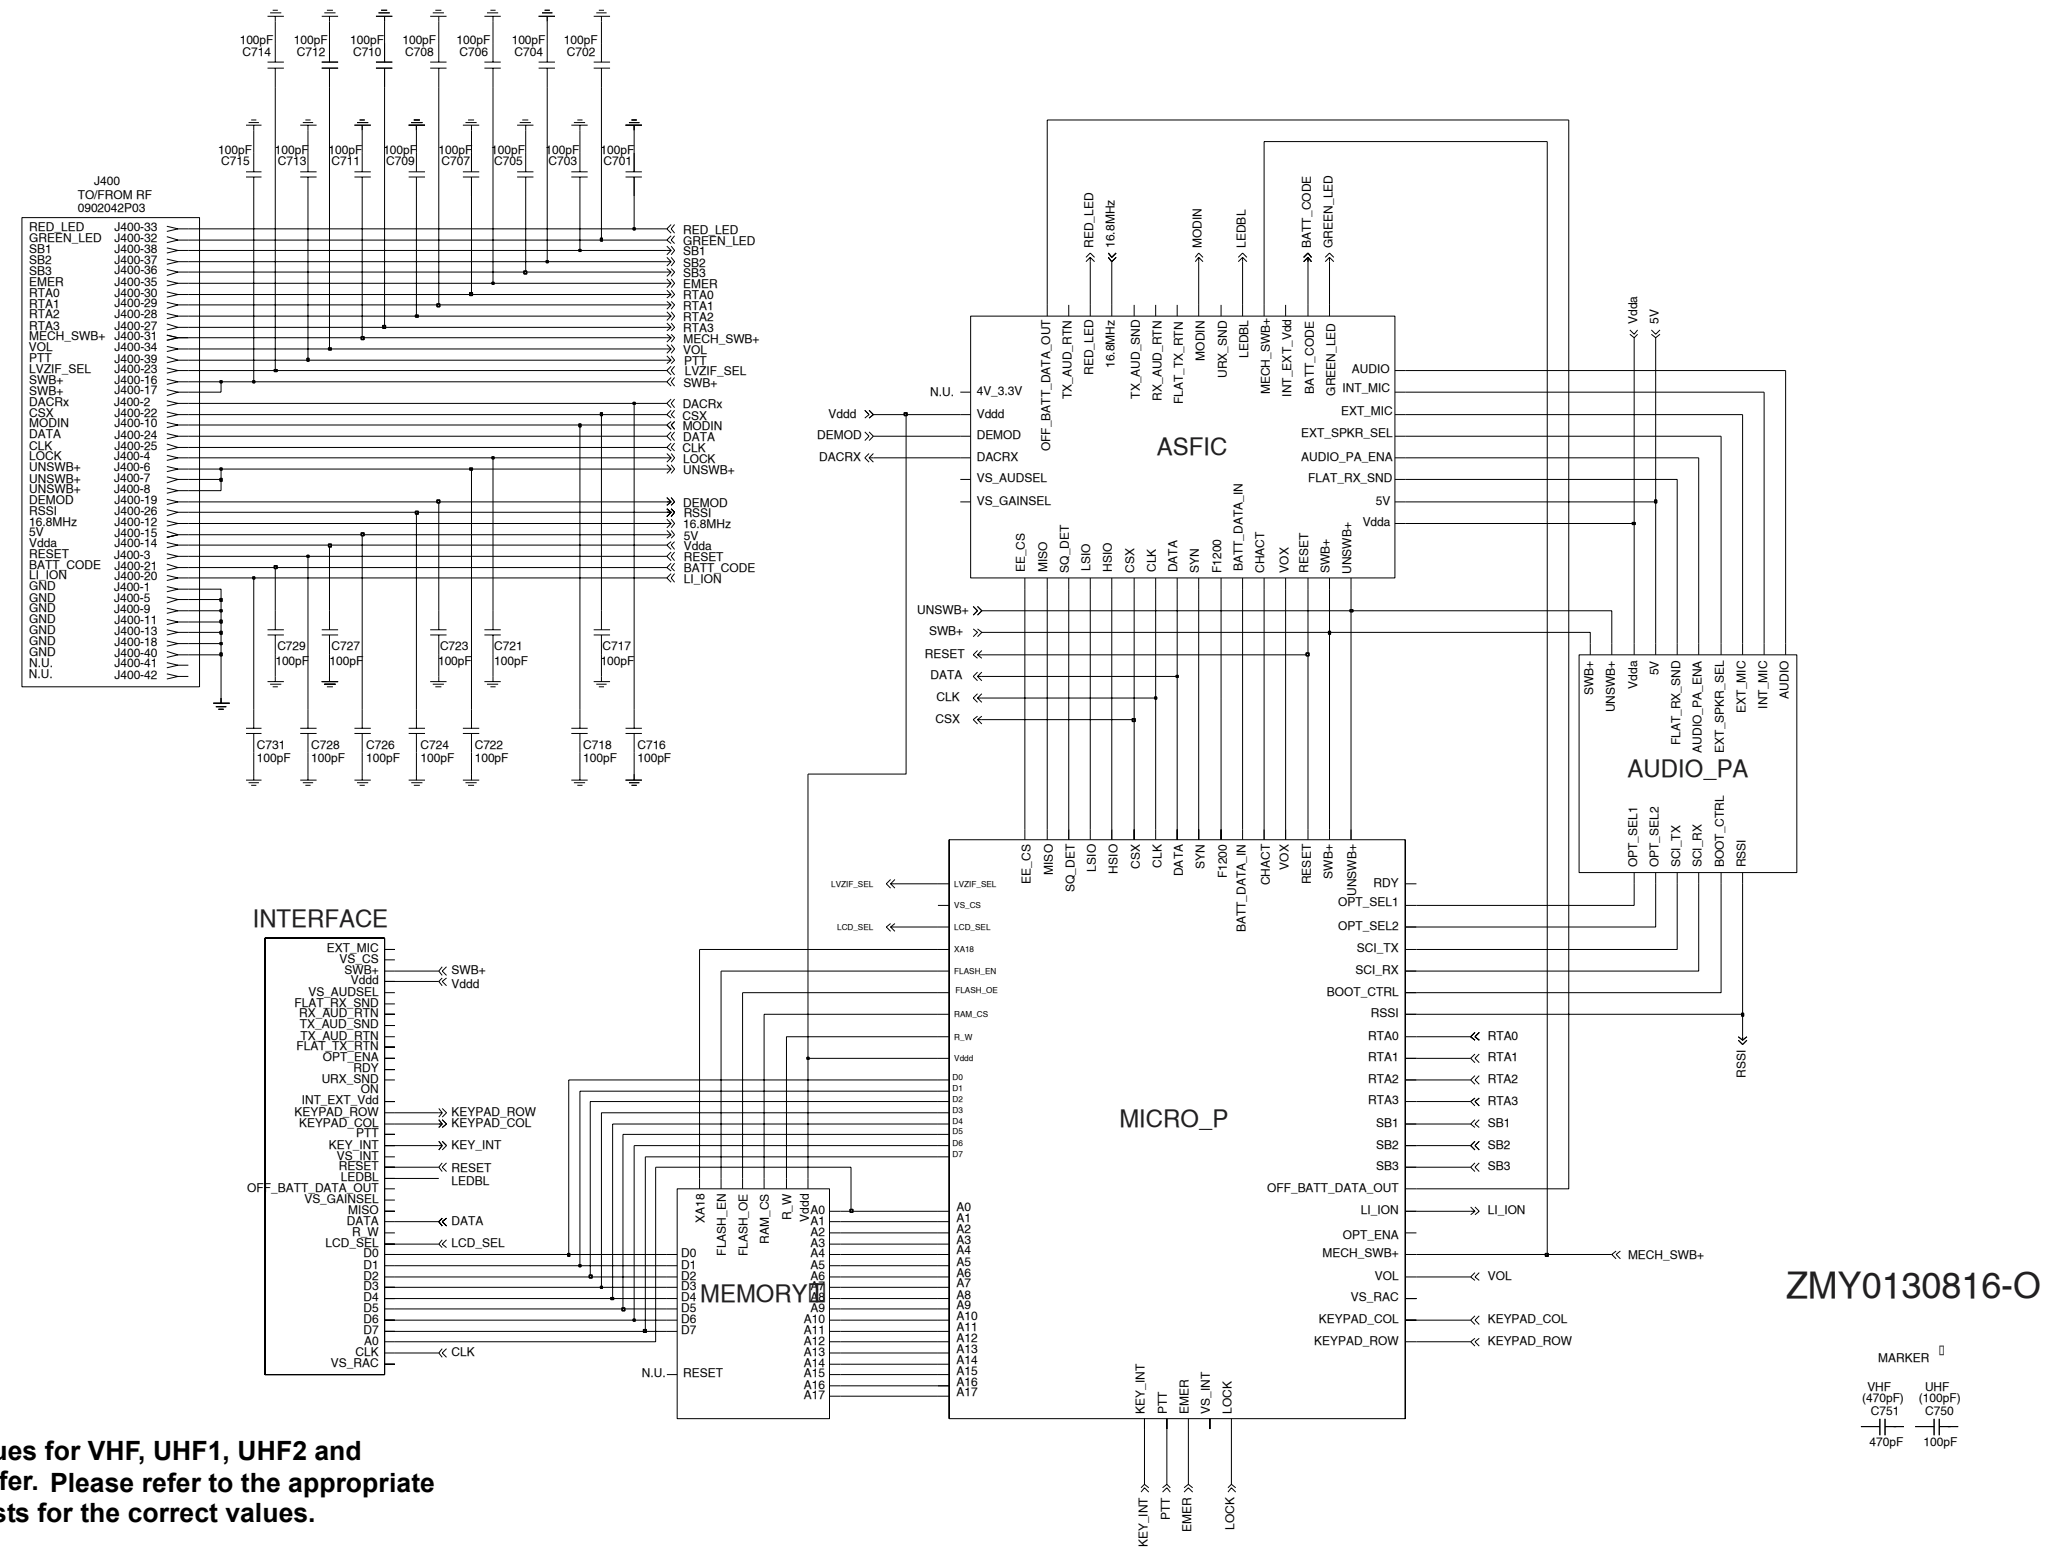 100pF 100pF 100pF 100pF 100pF 100pF 100pF
C714 C712 C710 C708 C706 C704 C702
100pF 100pF 100pF 100pF 100pF 100pF 100pF 100pF
C715 C713 C711 C709 C707 C705 C703 C701
J400
TO/FROM RF
0902042P03
RED_LED J400-33 RED_LED
GREEN_LED J400-32 GREEN_LED
SB1 J400-38 SB1
SB2 J400-37 SB2
SB3 J400-36 SB3
EMER J400-35 EMER
RTA0 J400-30 RTA0
RTA1 J400-29 RTA1
RTA2 J400-28 RTA2
RTA3 J400-27 RTA3
MECH_SWB+ J400-31 MECH_SWB+
VOL J400-34 VOL
PTT J400-39 PTT
LVZIF_SEL J400-23 LVZIF_SEL
SWB+ J400-16 SWB+
SWB+ J400-17
DACRx J400-2 DACRx
CSX J400-22 CSX
MODIN J400-10 MODIN
DATA J400-24 DATA
CLK J400-25 CLK
LOCK J400-4 LOCK
UNSWB+ J400-6 UNSWB+
UNSWB+ J400-7
UNSWB+ J400-8
DEMOD J400-19 DEMOD
RSSI J400-26 RSSI
16.8MHz J400-12 16.8MHz
5V J400-15 5V
Vdda J400-14 Vdda
RESET J400-3 RESET
BATT_CODE J400-21 BATT_CODE
LI_ION J400-20 LI_ION
GND J400-1
GND J400-5
GND J400-9
GND J400-11
GND J400-13
GND J400-18
GND J400-40
N.U. J400-41
N.U. J400-42
C729 C727 C723 C721 C717
100pF 100pF 100pF 100pF 100pF
C731 C728 C726 C724 C722 C718 C716
100pF 100pF 100pF 100pF 100pF 100pF 100pF
RED_LED 16.8MHz MODIN LEDBL BATT_CODE GREEN_LED
OFF_BATT_DATA_OUT TX_AUD_RTN RED_LED 16.8MHz TX_AUD_SND RX_AUD_RTN FLAT_TX_RTN MODIN URX_SND LEDBL MECH_SWB+ INT_EXT_Vdd BATT_CODE GREEN_LED
N.U. 4V_3.3V
Vddd Vddd
DEMOD DEMOD
DACRX DACRX
VS_AUDSEL
VS_GAINSEL
ASFIC
AUDIO
INT_MIC
EXT_MIC
EXT_SPKR_SEL
AUDIO_PA_ENA
FLAT_RX_SND
5V
Vdda
Vdda 5V
EE_CS MISO SQ_DET LSIO HSIO CSX CLK DATA SYN F1200 BATT_DATA_IN CHACT VOX RESET SWB+ UNSWB+
UNSWB+
SWB+
RESET
DATA
CLK
CSX
SWB+ UNSWB+ Vdda 5V FLAT_RX_SND AUDIO_PA_ENA EXT_SPKR_SEL EXT_MIC INT_MIC AUDIO
AUDIO_PA
OPT_SEL1 OPT_SEL2 SCI_TX SCI_RX BOOT_CTRL RSSI
EE_CS MISO SQ_DET LSIO HSIO CSX CLK DATA SYN F1200 BATT_DATA_IN CHACT VOX RESET SWB+ UNSWB+
LVZIF_SEL LVZIF_SEL
VS_CS
LCD_SEL LCD_SEL
XA18
FLASH_EN
FLASH_OE
RAM_CS
R_W
Vddd
D0
D1
D2
D3
D4
D5
D6
D7
MICRO_P
A0
A1
A2
A3
A4
A5
A6
A7
A8
A9
A10
A11
A12
A13
A14
A15
A16
A17
RDY
OPT_SEL1
OPT_SEL2
SCI_TX
SCI_RX
BOOT_CTRL
RSSI
RSSI
RTA0 RTA0
RTA1 RTA1
RTA2 RTA2
RTA3 RTA3
SB1 SB1
SB2 SB2
SB3 SB3
OFF_BATT_DATA_OUT
LI_ION LI_ION
OPT_ENA
MECH_SWB+ MECH_SWB+
VOL VOL
VS_RAC
KEYPAD_COL KEYPAD_COL
KEYPAD_ROW KEYPAD_ROW
KEY_INT PTT EMER VS_INT LOCK
KEY_INT PTT EMER LOCK
INTERFACE
EXT_MIC
VS_CS
SWB+ SWB+
Vddd Vddd
VS_AUDSEL
FLAT_RX_SND
RX_AUD_RTN
TX_AUD_SND
TX_AUD_RTN
FLAT_TX_RTN
OPT_ENA
RDY
URX_SND
ON
INT_EXT_Vdd
KEYPAD_ROW KEYPAD_ROW
KEYPAD_COL KEYPAD_COL
PTT
KEY_INT KEY_INT
VS_INT
RESET RESET
LEDBL LEDBL
OFF_BATT_DATA_OUT
VS_GAINSEL
MISO
DATA DATA
R_W
LCD_SEL LCD_SEL
D0
D1
D2
D3
D4
D5
D6
D7
A0
CLK CLK
VS_RAC
XA18 FLASH_EN FLASH_OE RAM_CS R_W Vddd
D0
D1
D2
D3
D4
D5
D6
D7
MEMORY
N.U. RESET
A0
A1
A2
A3
A4
A5
A6
A7
A8
A9
A10
A11
A12
A13
A14
A15
A16
A17
ZMY0130816-O
MARKER
VHF UHF
(470pF) (100pF)
C751 C750
470pF 100pF
ues for VHF, UHF1, UHF2 and
fer. Please refer to the appropriate
sts for the correct values.